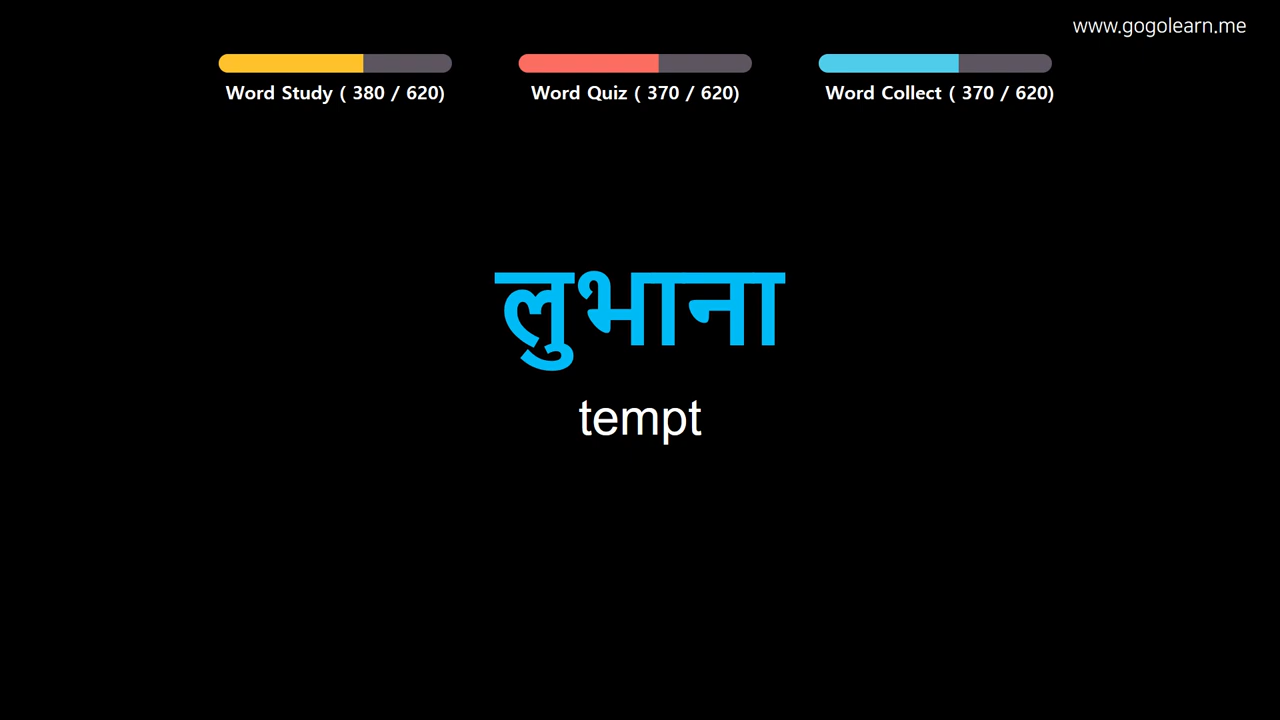 www.gogolearn.me
Word Study ( 380 / 620)
Word Quiz ( 370 / 620)
Word Collect ( 370 / 620)
लुभाना
tempt